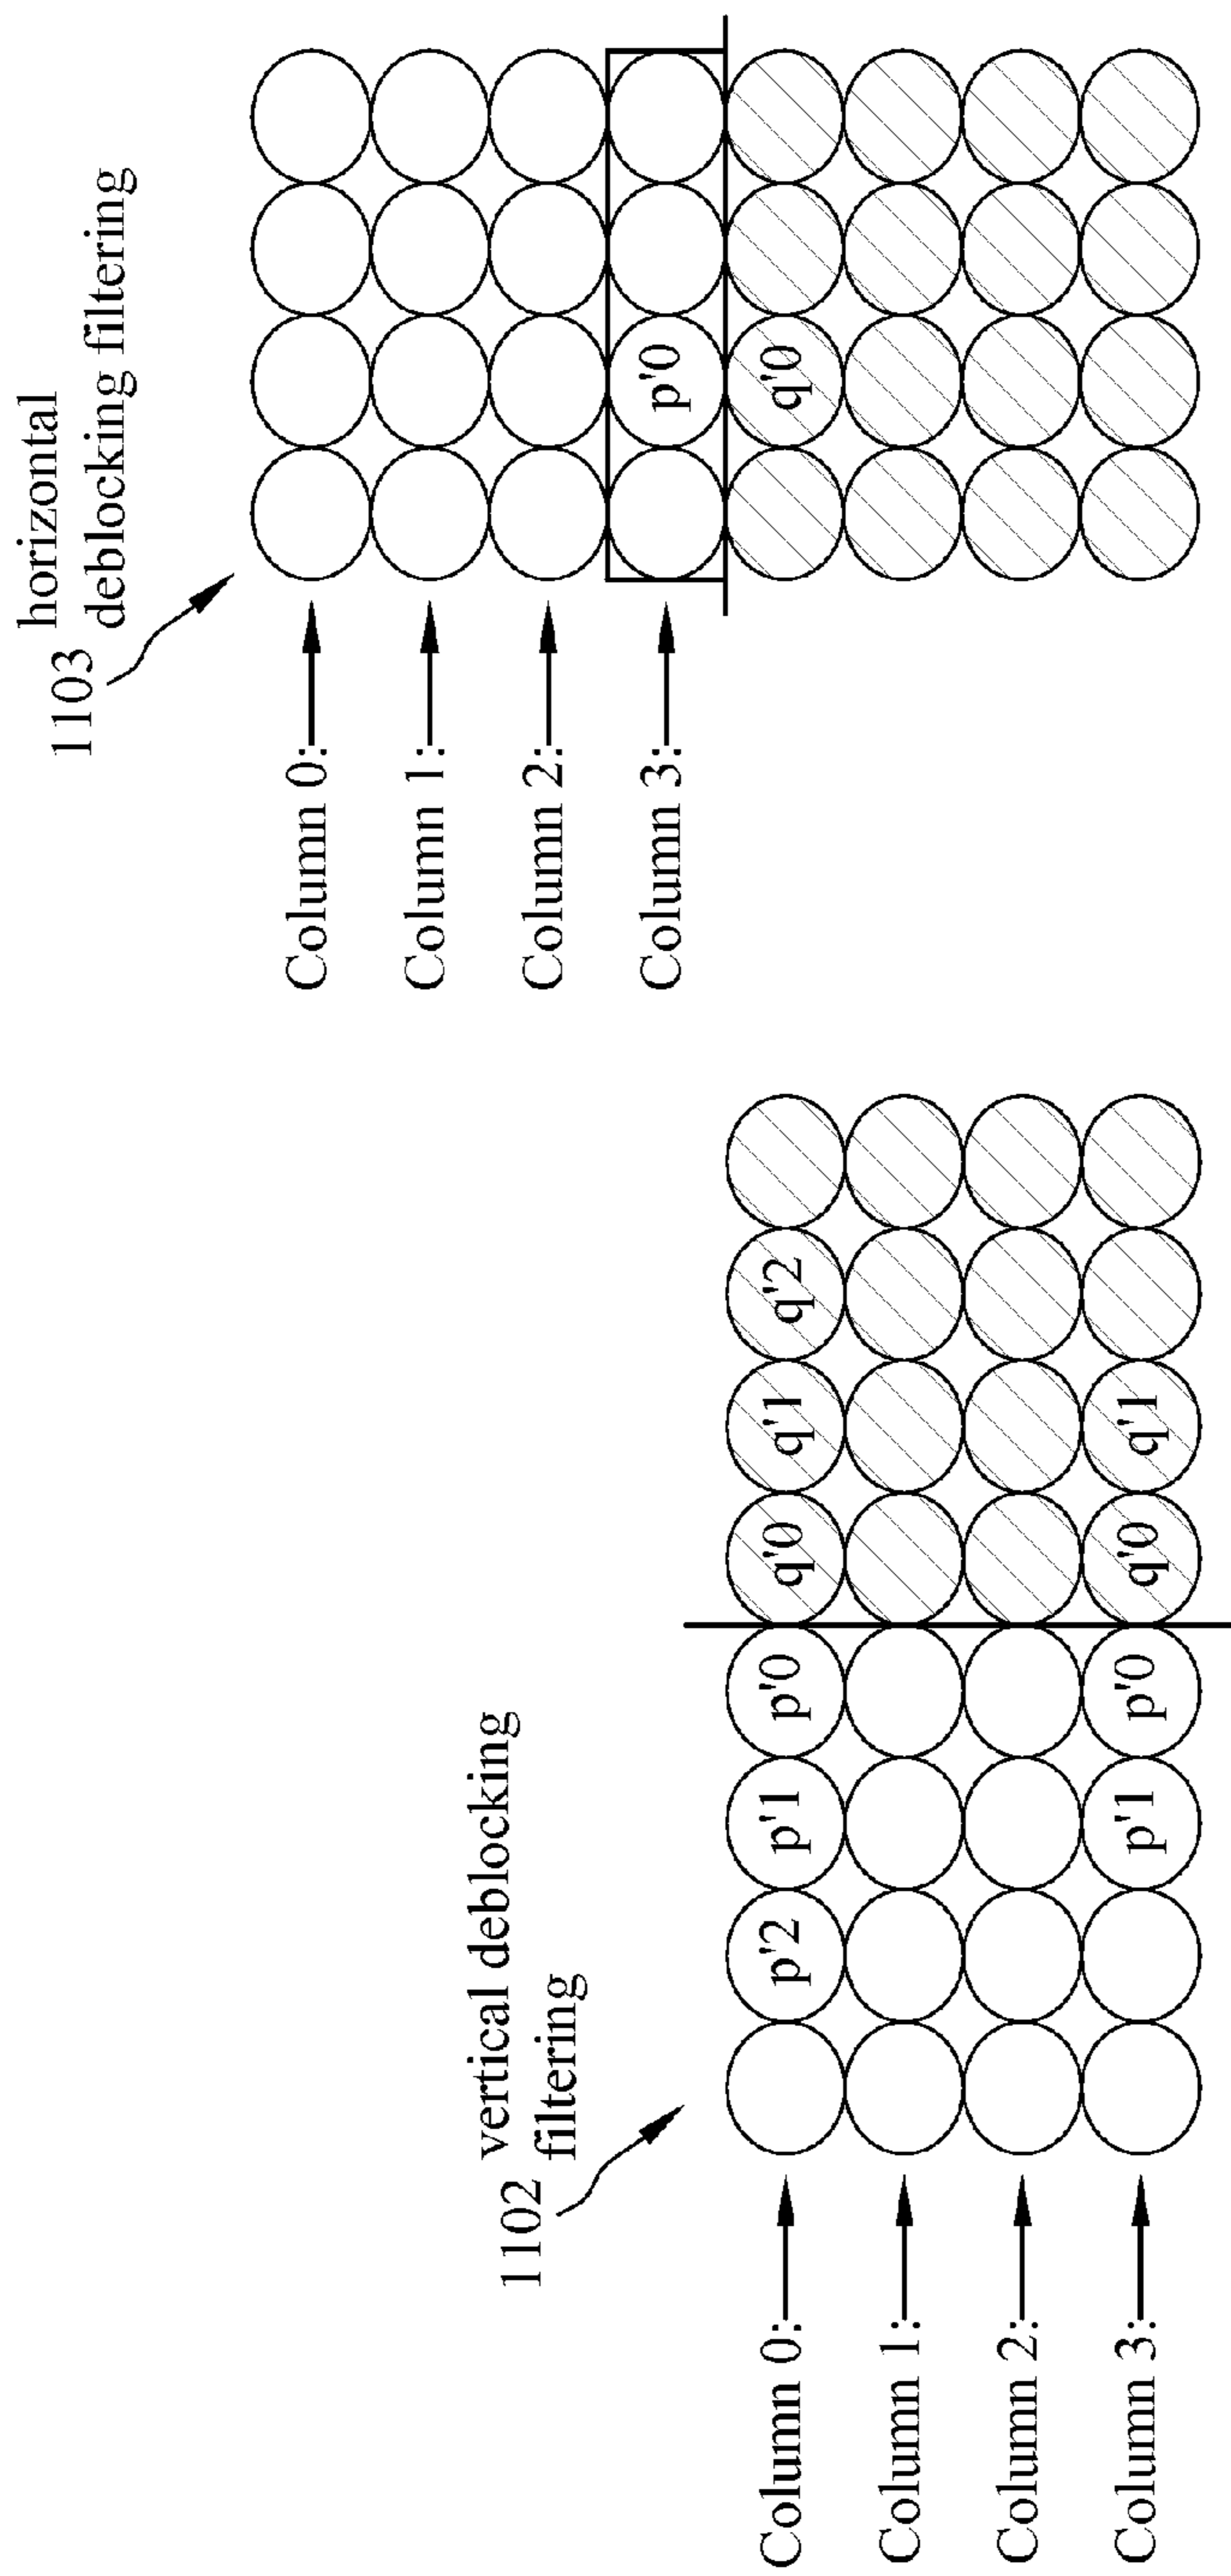 1102 vertical deblocking
filtering
Column 0:: p'2 p'1 p'0 q'0 q'1 q'2
Column 1::
Column 2::
Column 3:: p'1 p'0 q'0 q'1
1103 horizontal
deblocking filtering
Column 0::
Column 1::
Column 2::
Column 3:: p'0
q'0